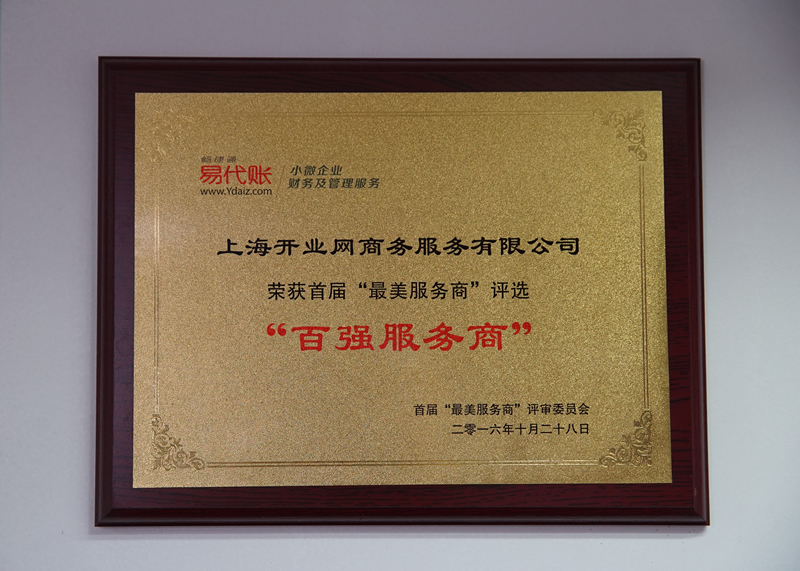 畅捷通
易代账
www.Ydaiz.com
小微企业
财务及管理服务
上海开业网商务服务有限公司
荣获首届“最美服务商”评选
“百强服务商”
首届“最美服务商”评审委员会
二零一六年十月二十八日